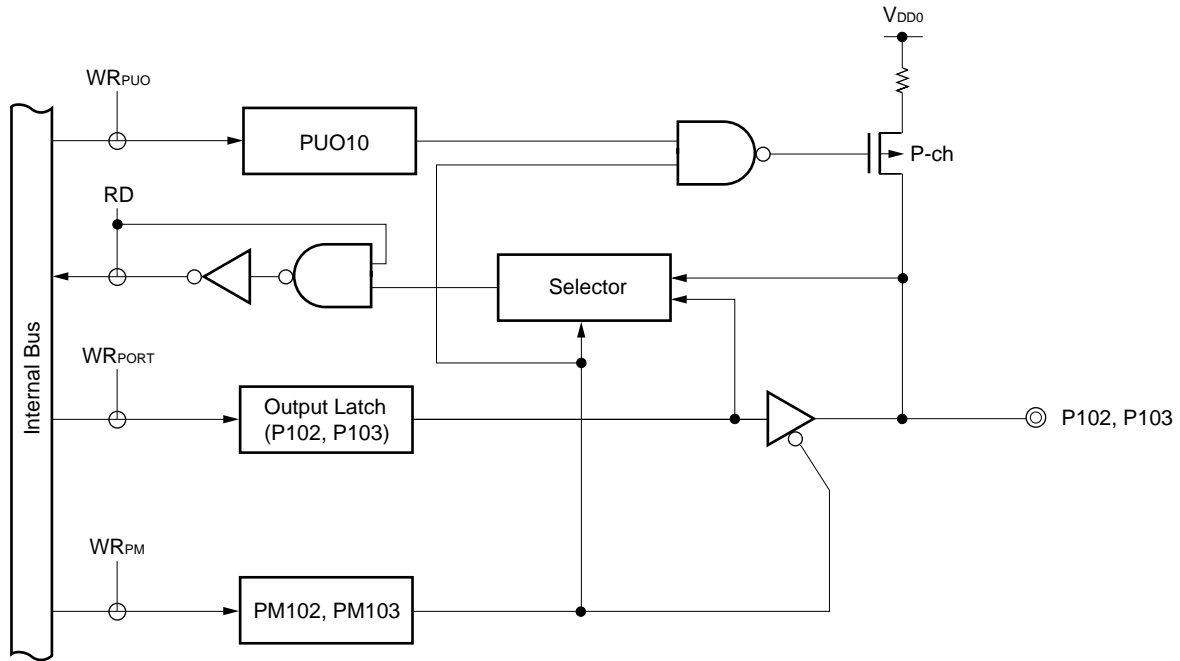 VDD0
WRPUO
PUO10
P-ch
RD
Selector
Internal Bus
WRPORT
Output Latch
(P102, P103)
P102, P103
WRPM
PM102, PM103